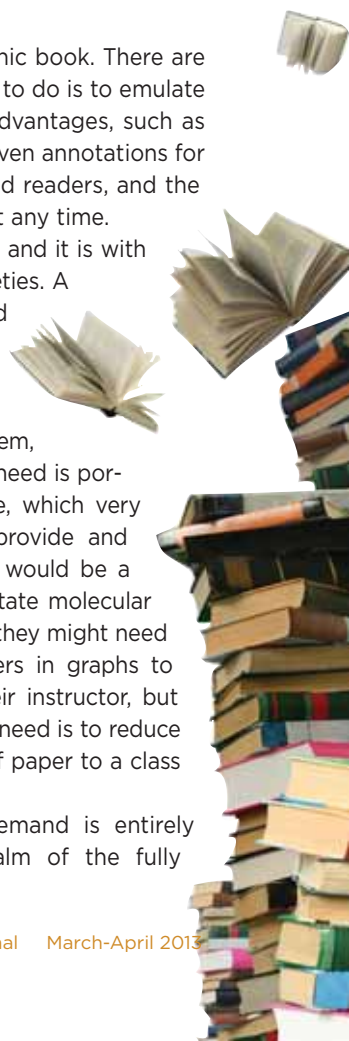 nic book. There are
to do is to emulate
dvantages, such as
ven annotations for
d readers, and the
t any time.
and it is with
ties. A
d
em,
need is por-
e, which very
provide and
would be a
tate molecular
they might need
ers in graphs to
eir instructor, but
need is to reduce
f paper to a class
emand is entirely
alm of the fully
nal March-April 2013